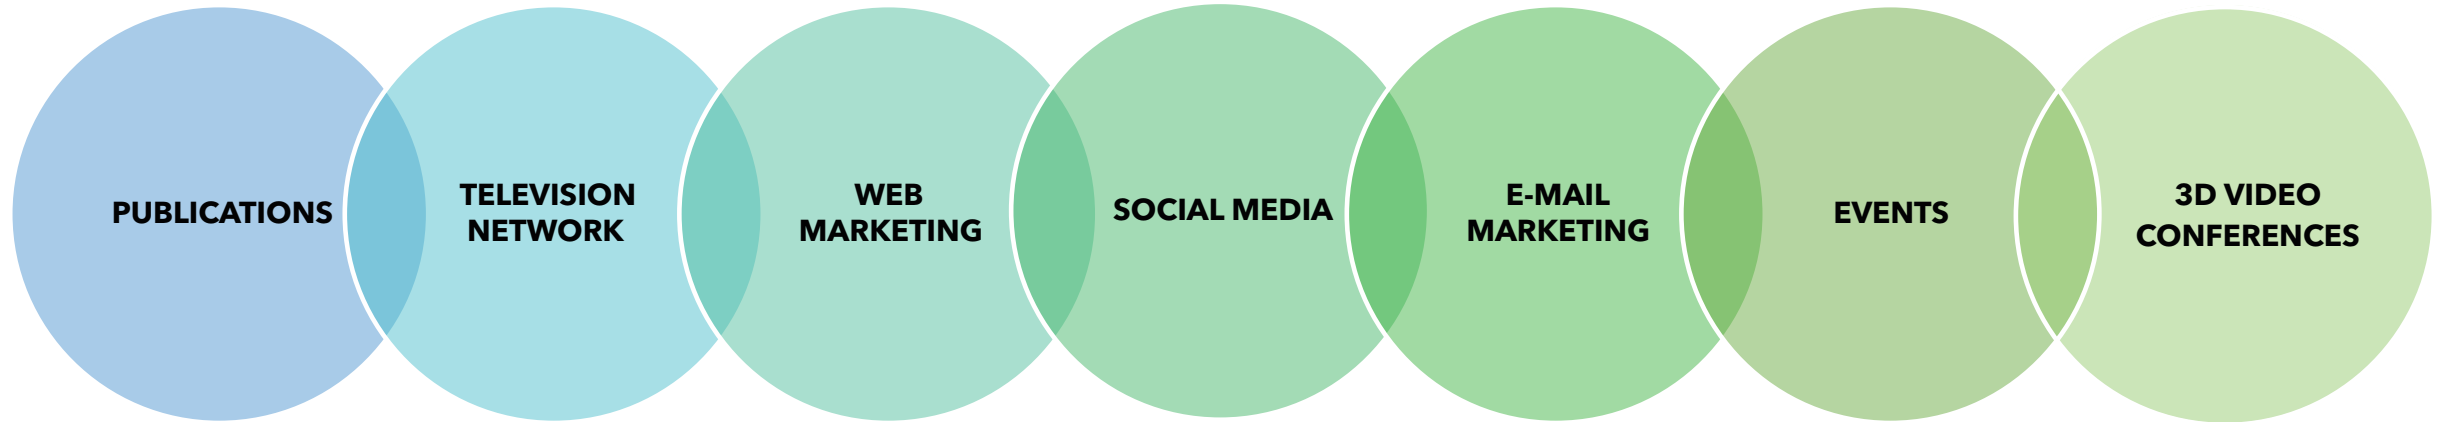 PUBLICATIONS
TELEVISION
NETWORK
WEB
MARKETING
SOCIAL MEDIA
E-MAIL
MARKETING
EVENTS
3D VIDEO
CONFERENCES